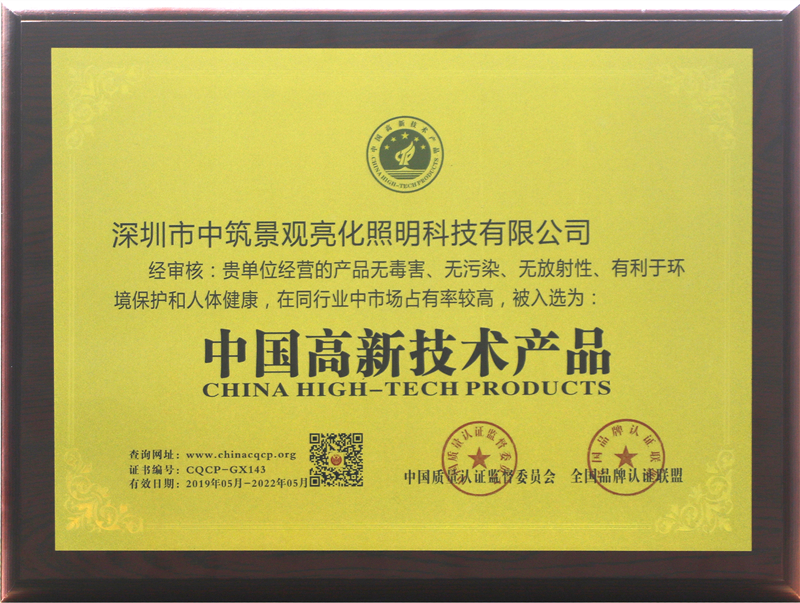 中国高新技术产品
CHINA HIGH-TECH PRODUCTS
深圳市中筑景观亮化照明科技有限公司
经审核：贵单位经营的产品无毒害、无污染、无放射性、有利于环
境保护和人体健康，在同行业中市场占有率较高，被入选为：
中国高新技术产品
CHINA HIGH-TECH PRODUCTS
查询网址：www.chinacqcp.org
证书编号：CQCP-GX143
有效日期：2019年05月-2022年05月
中国质量认证监督委员会 全国品牌认证联盟